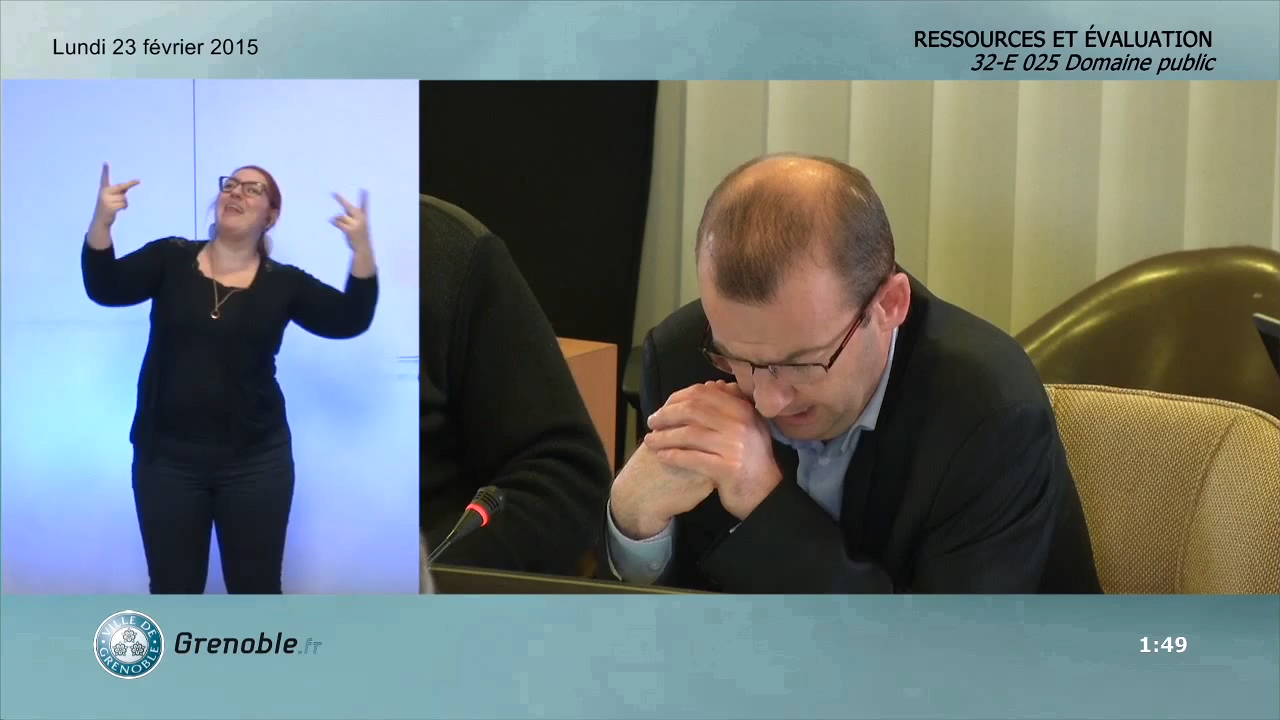 Lundi 23 février 2015
RESSOURCES ET ÉVALUATION
32-E 025 Domaine public
VILLE DE
GRENOBLE
Grenoble.fr
1:49